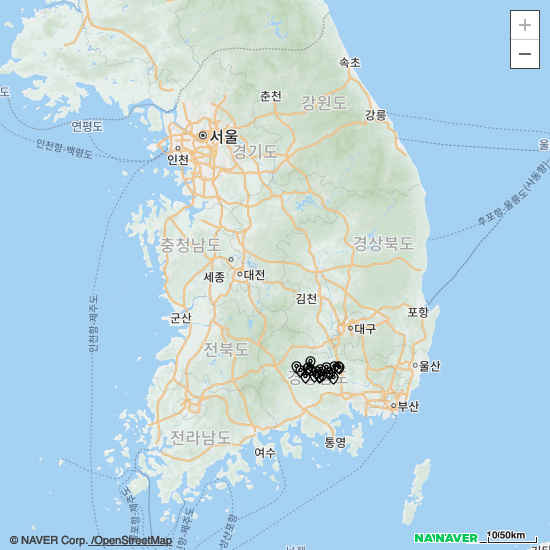 +
−
속초
춘천
강원도
강릉
도
연평도
인천항-백령도
서울
인천
경기도
울
후포항-울릉도(사동항)
충청남도
경상북도
세종
대전
김천
인천항-제주도
포항
군산
대구
전북도
울산
부산
전라남도
통영
여수
© NAVER Corp. /OpenStreetMap
NAVER
10/50km